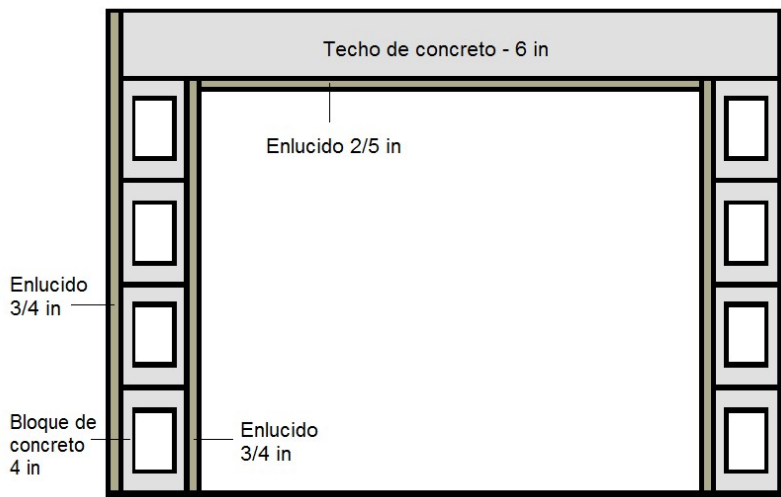 Techo de concreto - 6 in
Enlucido 2/5 in
Enlucido
3/4 in
Bloque de
concreto
4 in
Enlucido
3/4 in